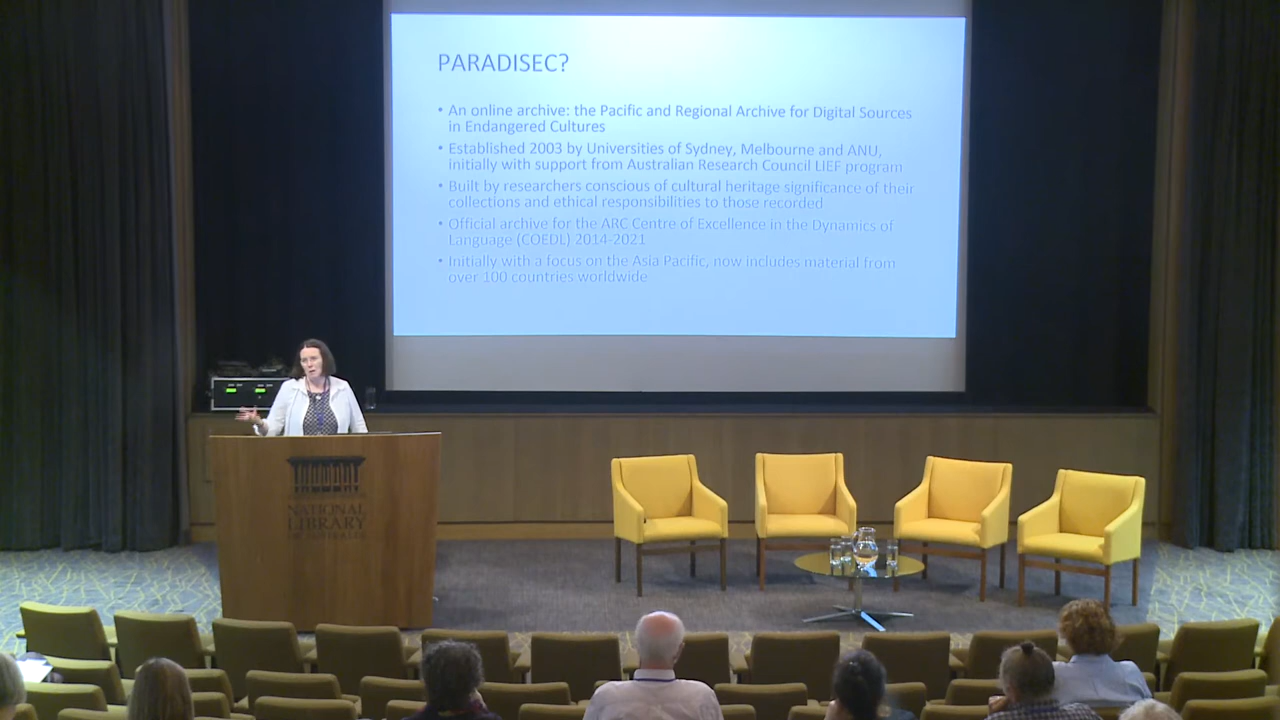 PARADISEC?
• An online archive: the Pacific and Regional Archive for Digital Sources
in Endangered Cultures
• Established 2003 by Universities of Sydney, Melbourne and ANU,
initially with support from Australian Research Council LIEF program
• Built by researchers conscious of cultural heritage significance of their
collections and ethical responsibilities to those recorded
• Official archive for the ARC Centre of Excellence in the Dynamics of
Language (COEDL) 2014-2021
• Initially with a focus on the Asia Pacific, now includes material from
over 100 countries worldwide
NATIONAL
LIBRARY
OF AUSTRALIA